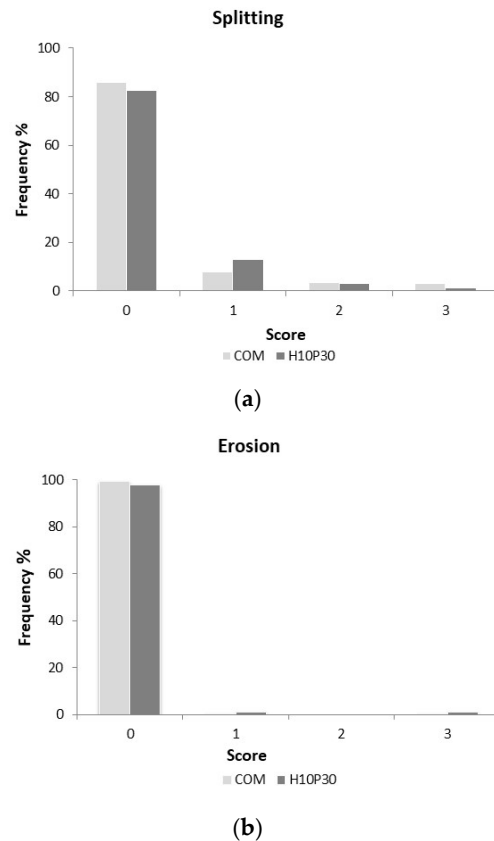 Splitting
100
80
60
40
20
0
Frequency %
0 1 2 3
Score
COM H10P30
(a)
Erosion
100
80
60
40
20
0
Frequency %
0 1 2 3
Score
COM H10P30
(b)